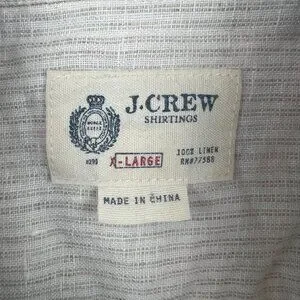 J.CREW
SHIRTINGS
X-LARGE
100% LINEN
RN#77388
MADE IN CHINA